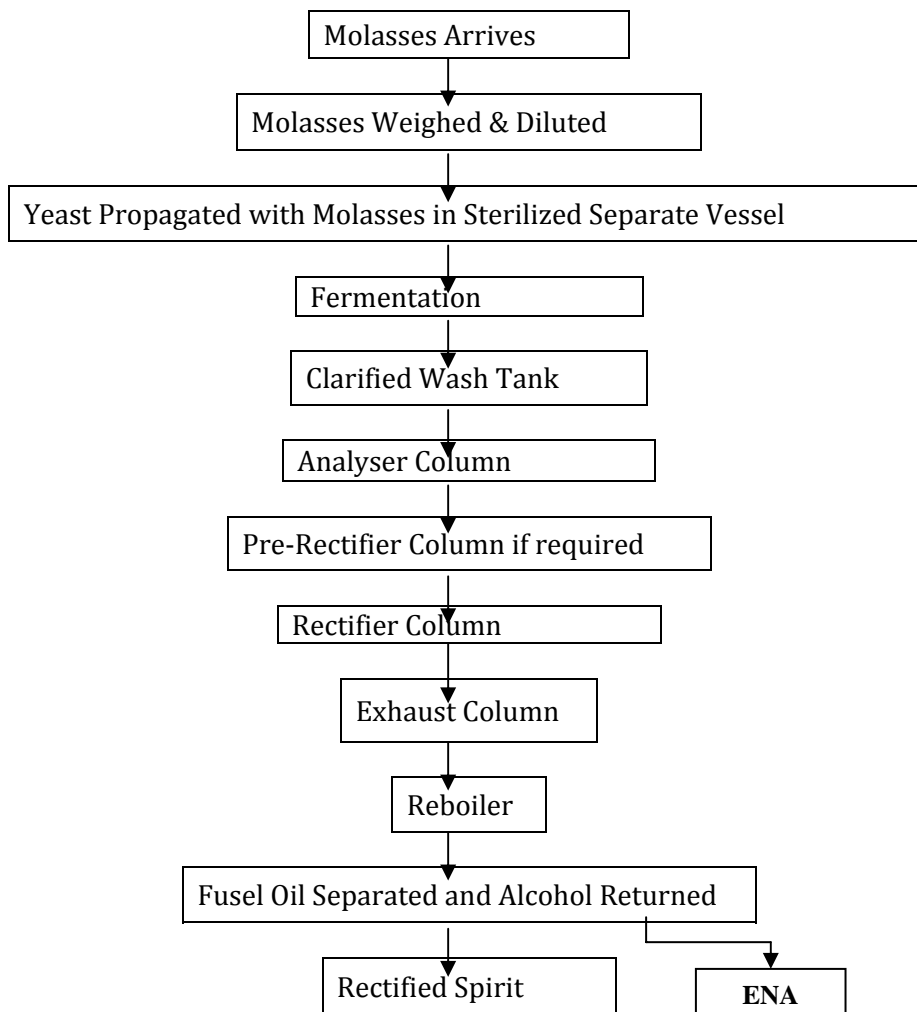 Molasses Arrives
Molasses Weighed & Diluted
Yeast Propagated with Molasses in Sterilized Separate Vessel
Fermentation
Clarified Wash Tank
Analyser Column
Pre-Rectifier Column if required
Rectifier Column
Exhaust Column
Reboiler
Fusel Oil Separated and Alcohol Returned
Rectified Spirit
ENA